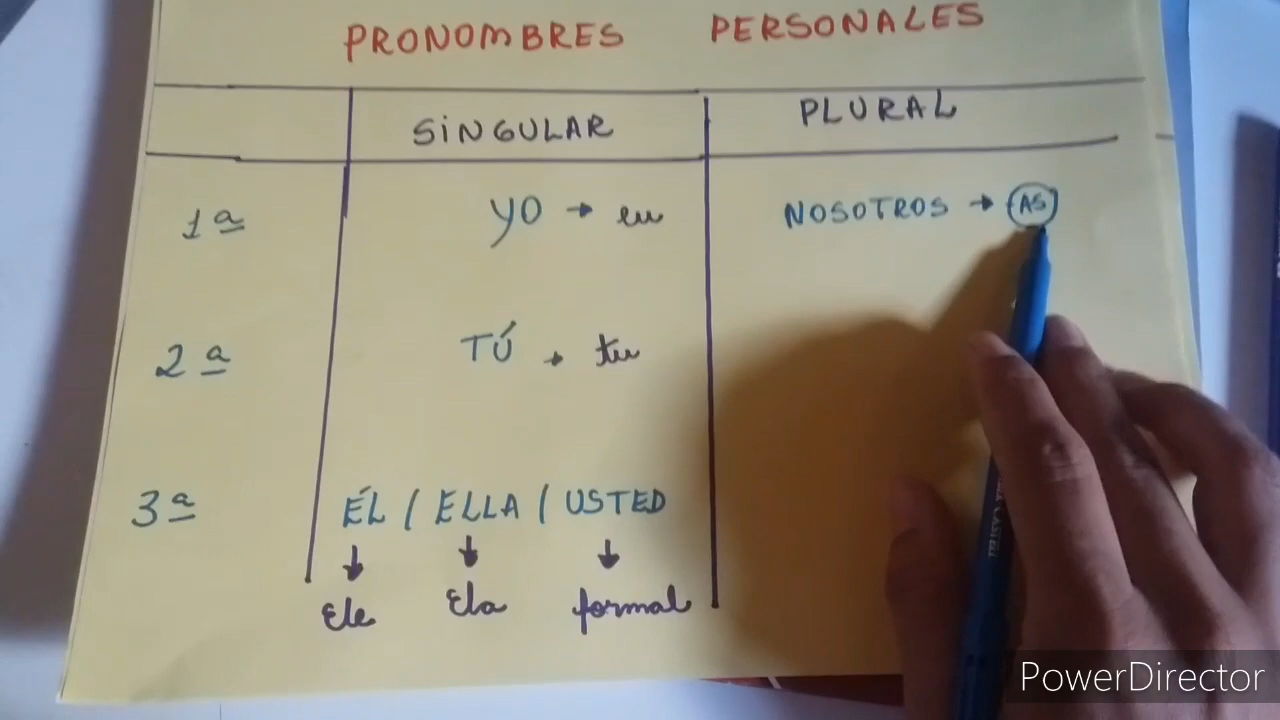 PRONOMBRES PERSONALES
SINGULAR PLURAL
1ª YO → eu NOSOTROS → (AS)
2ª TÚ → tu
3ª ÉL / ELLA / USTED
Ele Ela formal
PowerDirector